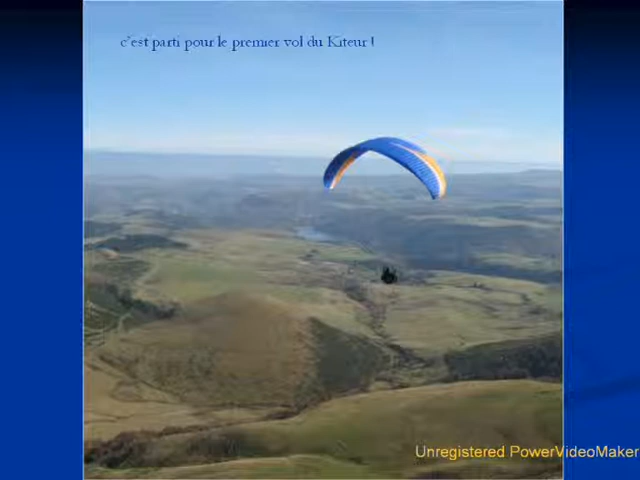 c'est parti pour le premier vol du Kiteur !
Unregistered PowerVideoMaker